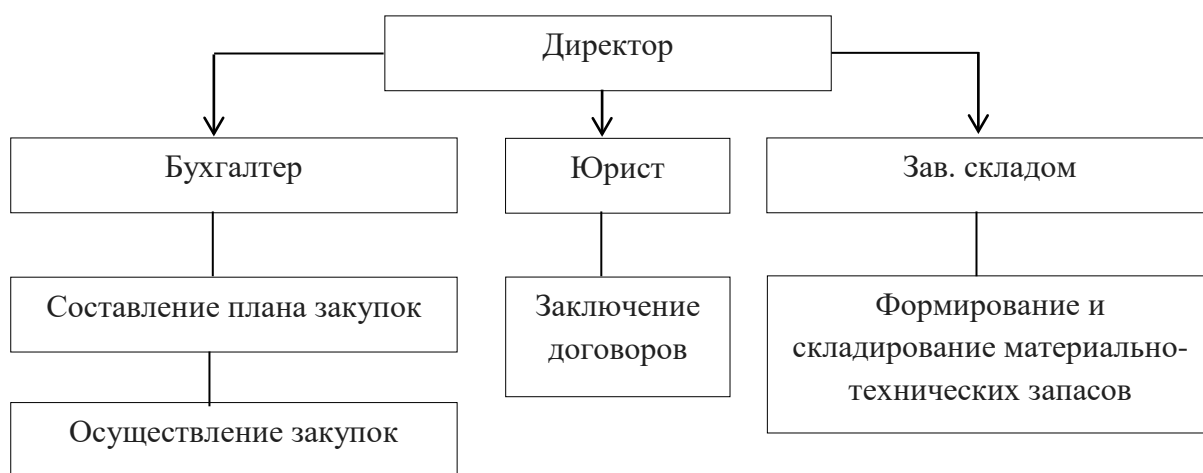 Директор
Бухгалтер
Юрист
Зав. складом
Составление плана закупок
Заключение
договоров
Формирование и
складирование материально-
технических запасов
Осуществление закупок